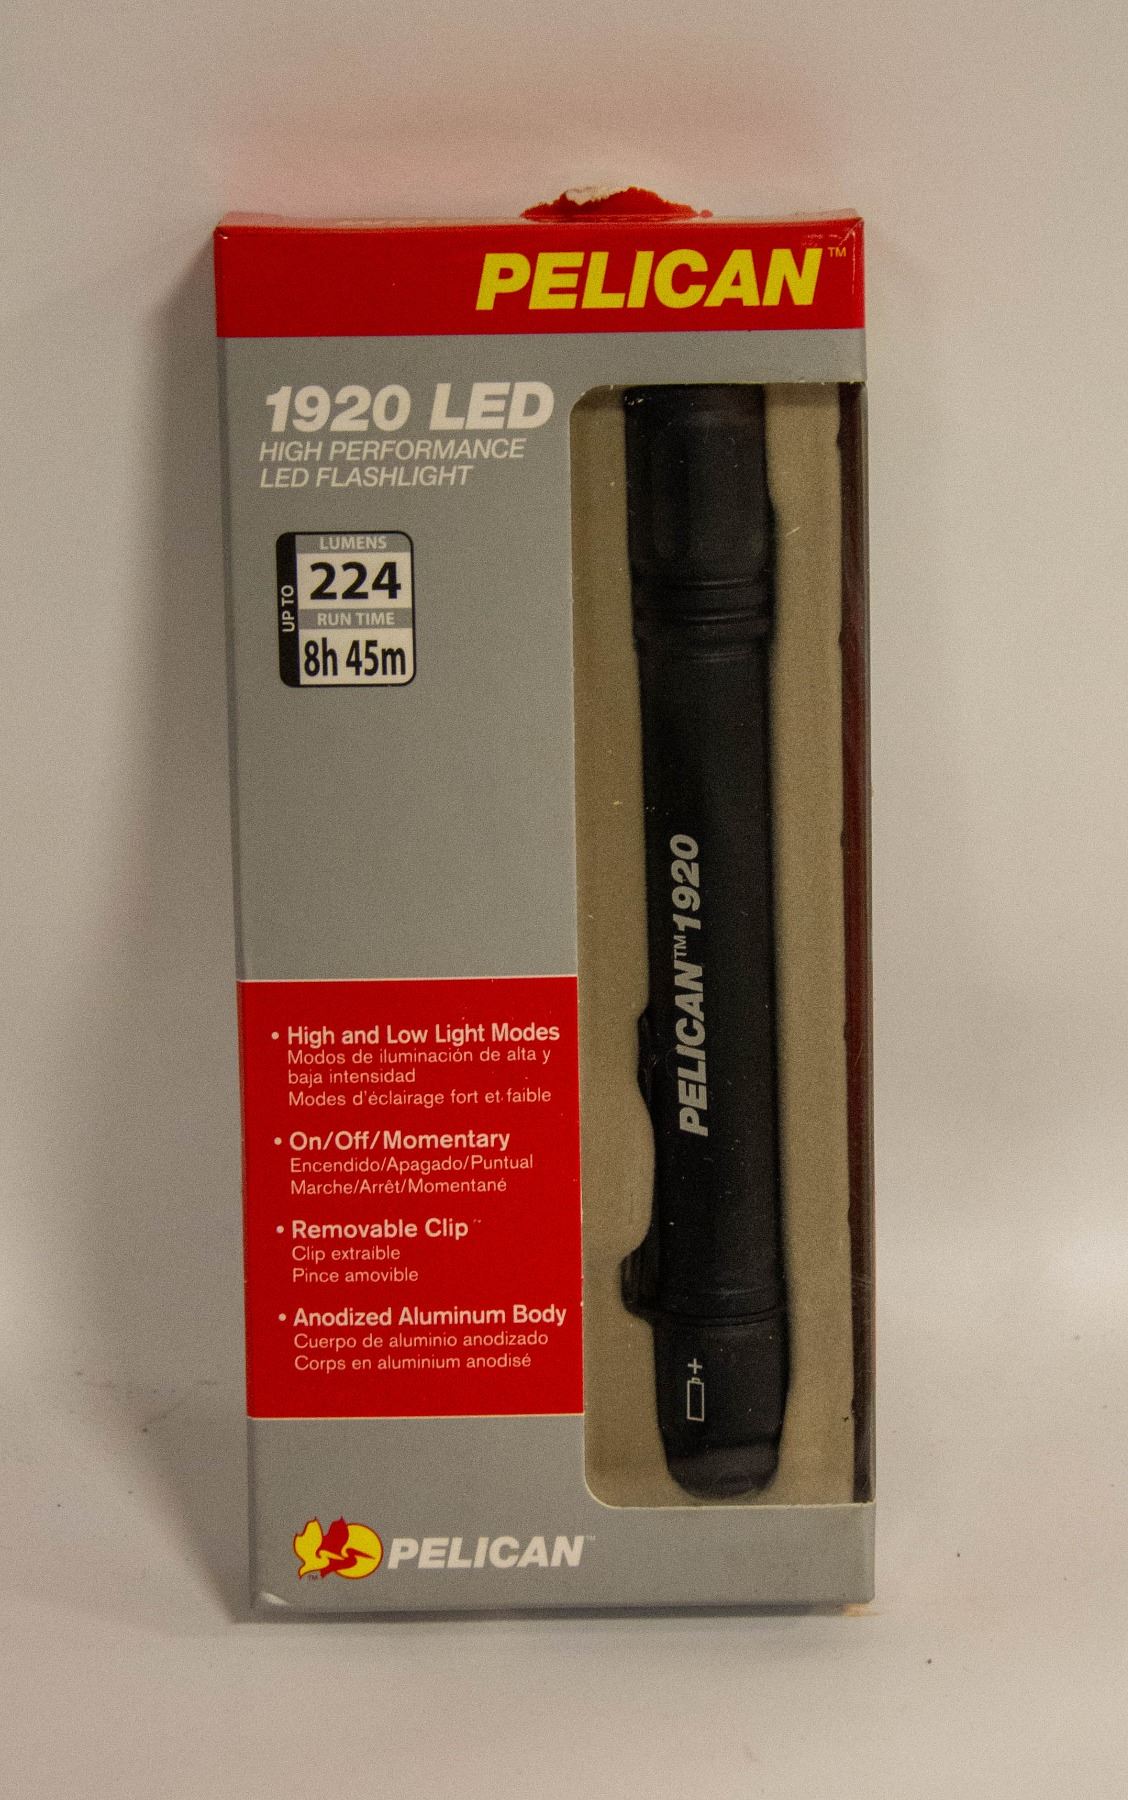 PELICAN™
1920 LED
HIGH PERFORMANCE
LED FLASHLIGHT
UP TO
LUMENS
224
RUN TIME
8h 45m
PELICAN™ 1920
+
• High and Low Light Modes
Modos de iluminación de alta y
baja intensidad
Modes d'éclairage fort et faible
• On/Off/Momentary
Encendido/Apagado/Puntual
Marche/Arrêt/Momentané
• Removable Clip
Clip extraible
Pince amovible
• Anodized Aluminum Body
Cuerpo de aluminio anodizado
Corps en aluminium anodisé
PELICAN™